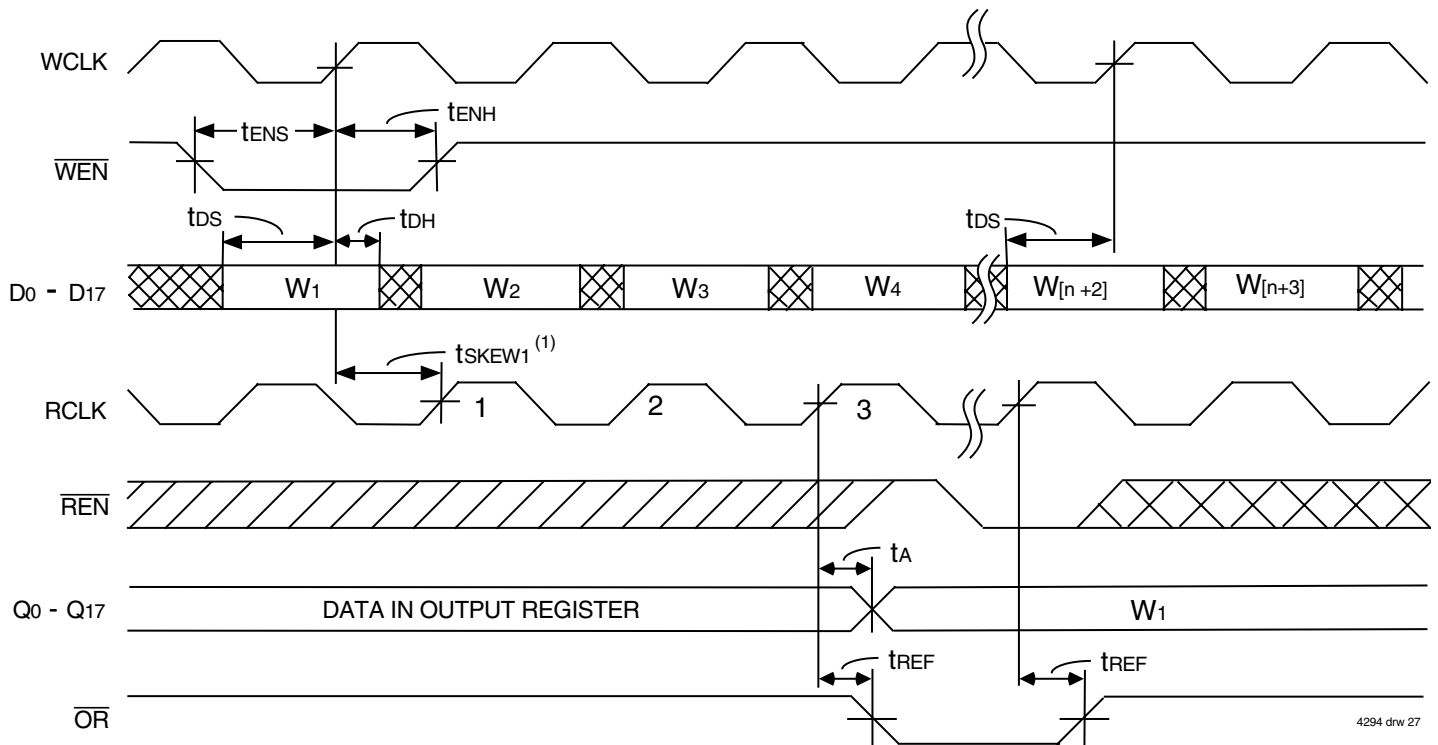 WCLK
tENS
tENH
WEN
tDS
tDH
tDS
D0 - D17
W1
W2
W3
W4
W[n +2]
W[n+3]
tSKEW1 (1)
RCLK
1
2
3
REN
tA
Q0 - Q17
DATA IN OUTPUT REGISTER
W1
tREF
tREF
OR
4294 drw 27